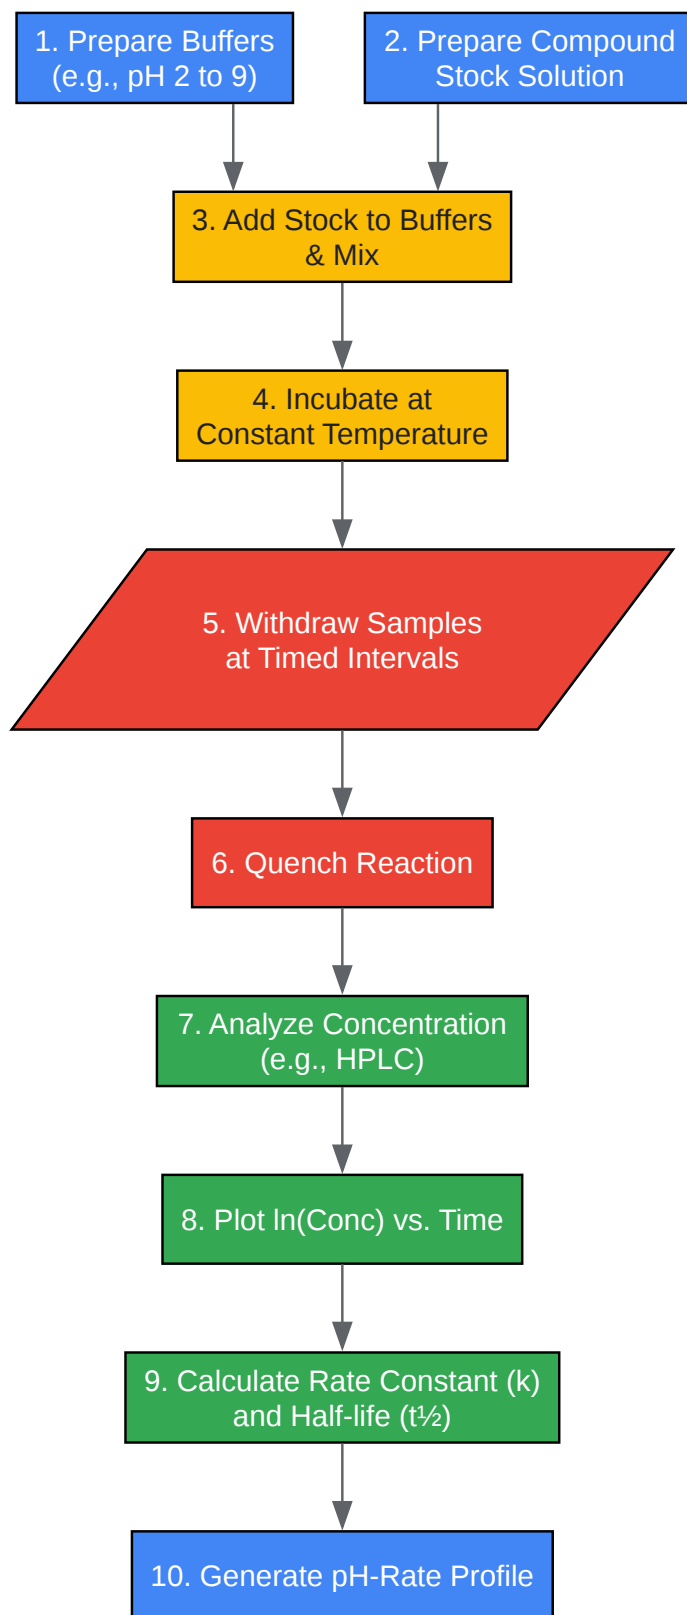 1. Prepare Buffers
(e.g., pH 2 to 9)
2. Prepare Compound
Stock Solution
3. Add Stock to Buffers
& Mix
4. Incubate at
Constant Temperature
5. Withdraw Samples
at Timed Intervals
6. Quench Reaction
7. Analyze Concentration
(e.g., HPLC)
8. Plot ln(Conc) vs. Time
9. Calculate Rate Constant (k)
and Half-life (t½)
10. Generate pH-Rate Profile